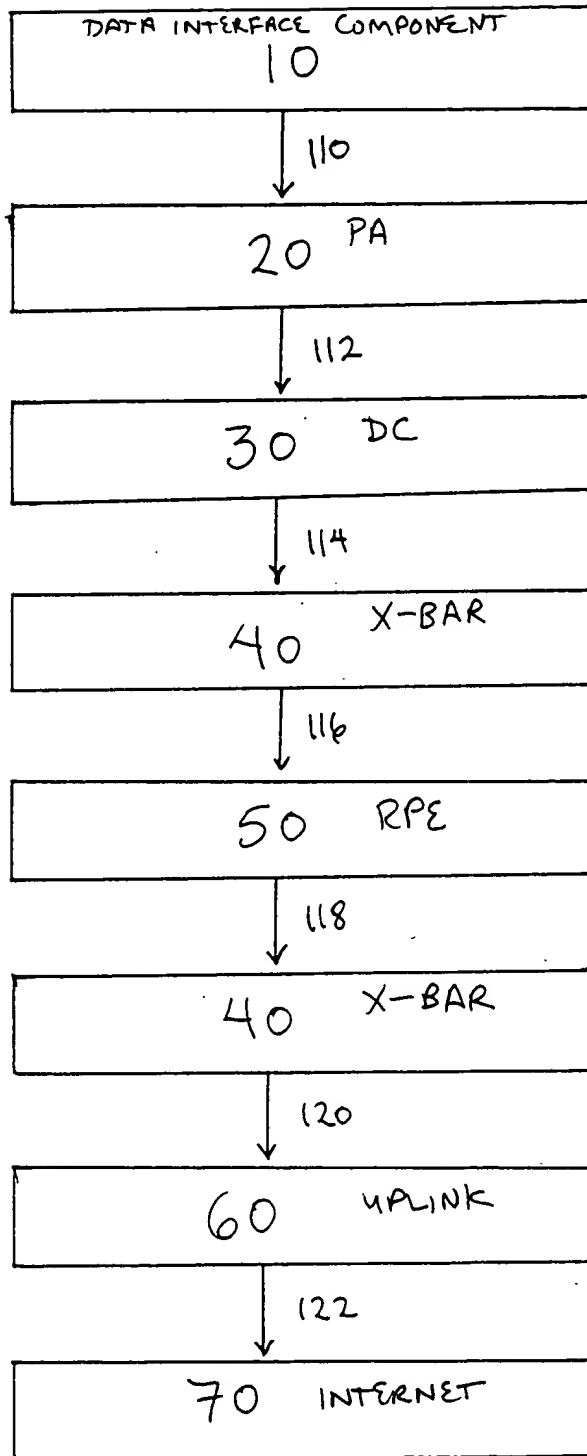 DATA INTERFACE COMPONENT
10
110
20 PA
112
30 DC
114
40 X-BAR
116
50 RPE
118
40 X-BAR
120
60 UPLINK
122
70 INTERNET